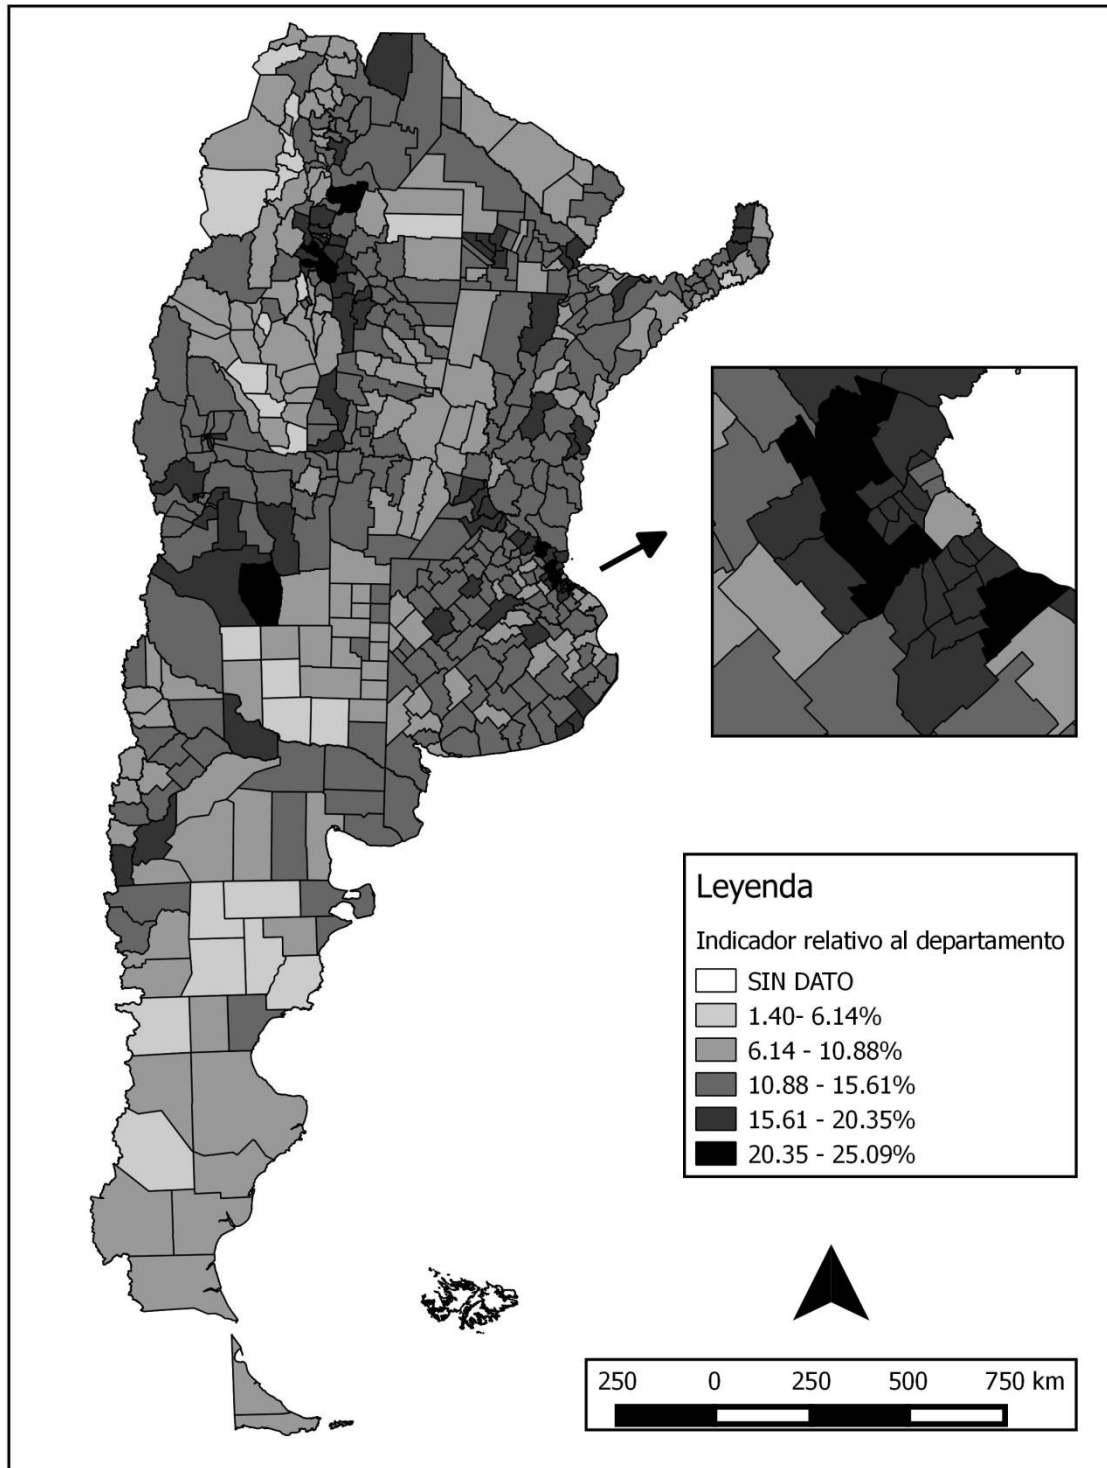 Leyenda
Indicador relativo al departamento
SIN DATO
1.40- 6.14%
6.14 - 10.88%
10.88 - 15.61%
15.61 - 20.35%
20.35 - 25.09%
250 0 250 500 750 km